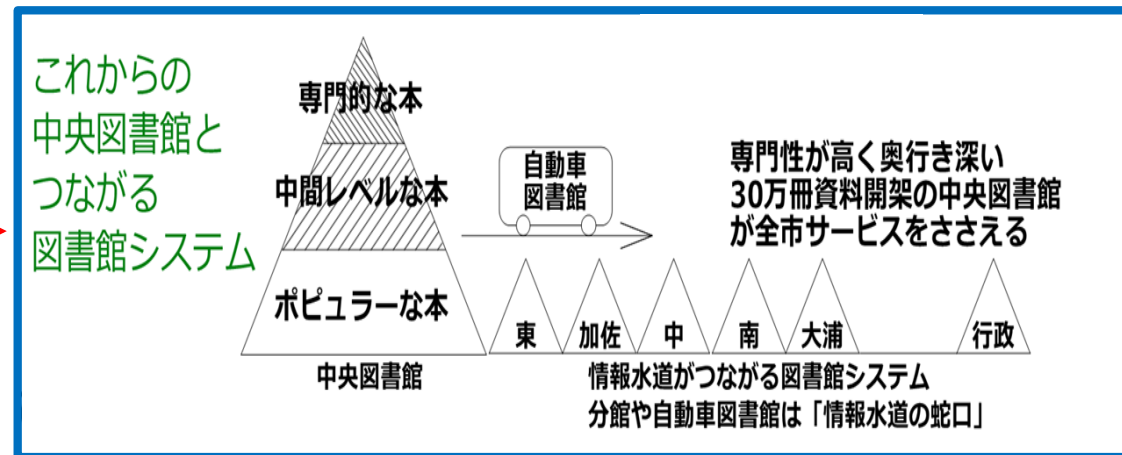 これからの
中央図書館と
つながる
図書館システム
専門的な本
中間レベルな本
ポピュラーな本
中央図書館
自動車
図書館
専門性が高く奥行き深い
30万冊資料開架の中央図書館
が全市サービスをささえる
東 加佐 中 南 大浦 行政
情報水道がつながる図書館システム
分館や自動車図書館は「情報水道の蛇口」